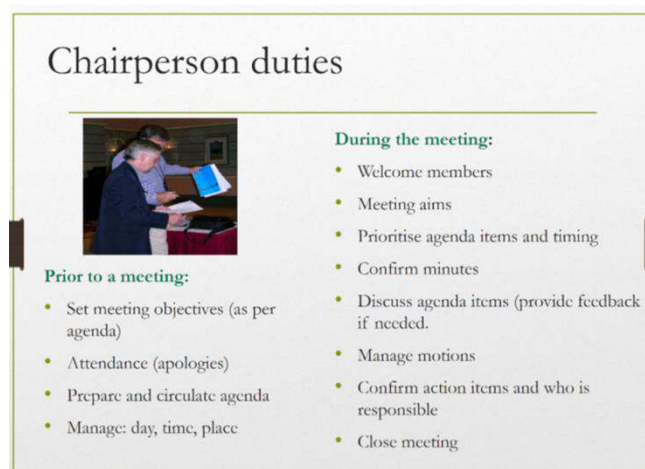 Chairperson duties
Prior to a meeting:
• Set meeting objectives (as per
agenda)
• Attendance (apologies)
• Prepare and circulate agenda
• Manage: day, time, place
During the meeting:
• Welcome members
• Meeting aims
• Prioritise agenda items and timing
• Confirm minutes
• Discuss agenda items (provide feedback
if needed.
• Manage motions
• Confirm action items and who is
responsible
• Close meeting